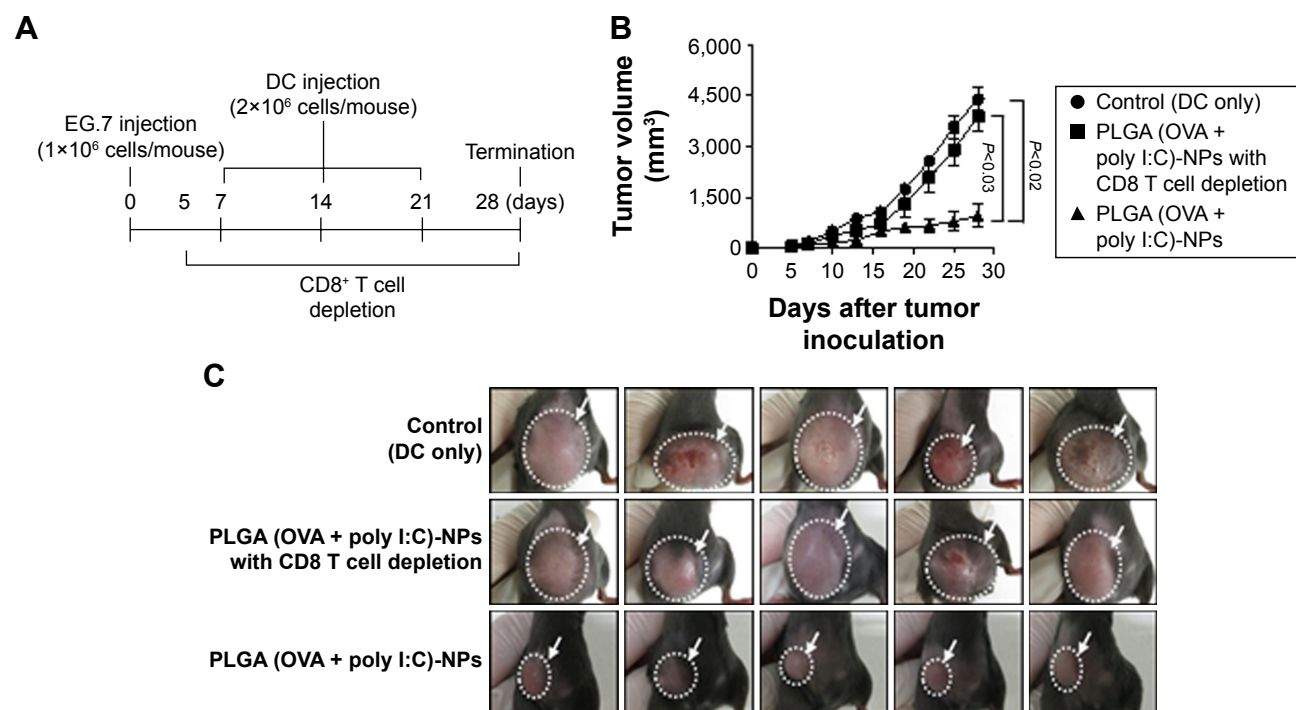 A
EG.7 injection
(1×10⁶ cells/mouse)
DC injection
(2×10⁶ cells/mouse)
Termination
0 5 7 14 21 28 (days)
CD8⁺ T cell
depletion
B
Tumor volume
(mm³)
6,000
4,500
3,000
1,500
0
0 5 10 15 20 25 30
Days after tumor
inoculation
P<0.03
P<0.02
Control (DC only)
PLGA (OVA +
poly I:C)-NPs with
CD8 T cell depletion
PLGA (OVA +
poly I:C)-NPs
C
Control
(DC only)
PLGA (OVA + poly I:C)-NPs
with CD8 T cell depletion
PLGA (OVA + poly I:C)-NPs